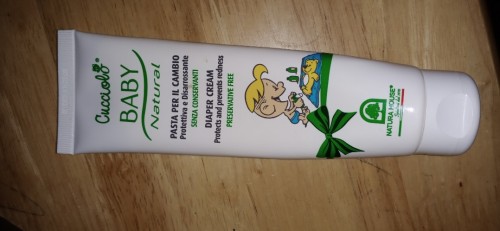 Cucciolo®
BABY
Natural
PASTA PER IL CAMBIO
Protettiva e Disarrossante
SENZA CONSERVANTI
DIAPER CREAM
Protects and prevents redness
PRESERVATIVE FREE
NATURA HOUSE®